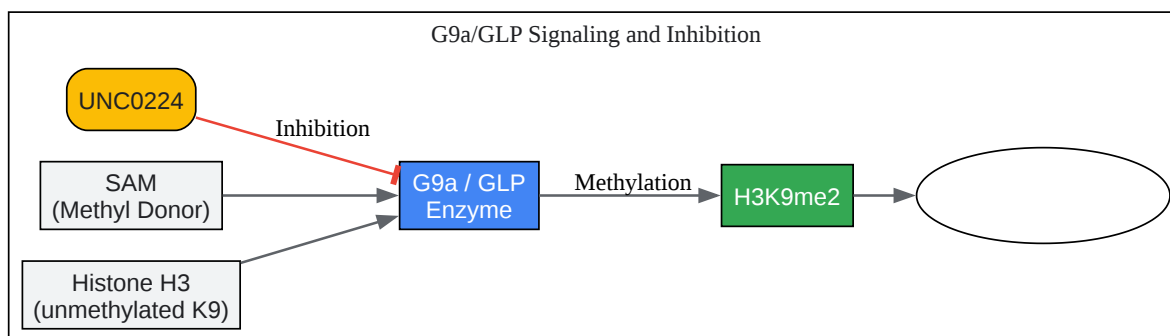 G9a/GLP Signaling and Inhibition
UNC0224
Inhibition
SAM
(Methyl Donor)
G9a / GLP
Enzyme
Methylation
H3K9me2
Histone H3
(unmethylated K9)